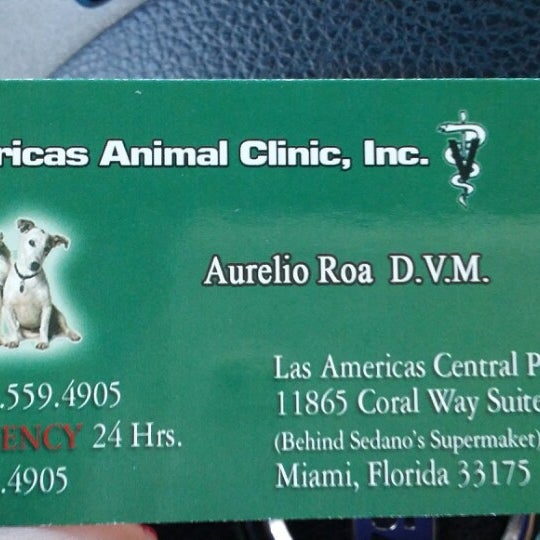 ricas Animal Clinic, Inc.
V
Aurelio Roa D.V.M.
.559.4905
ENCY 24 Hrs.
.4905
Las Americas Central P
11865 Coral Way Suite
(Behind Sedano's Supermaket)
Miami, Florida 33175